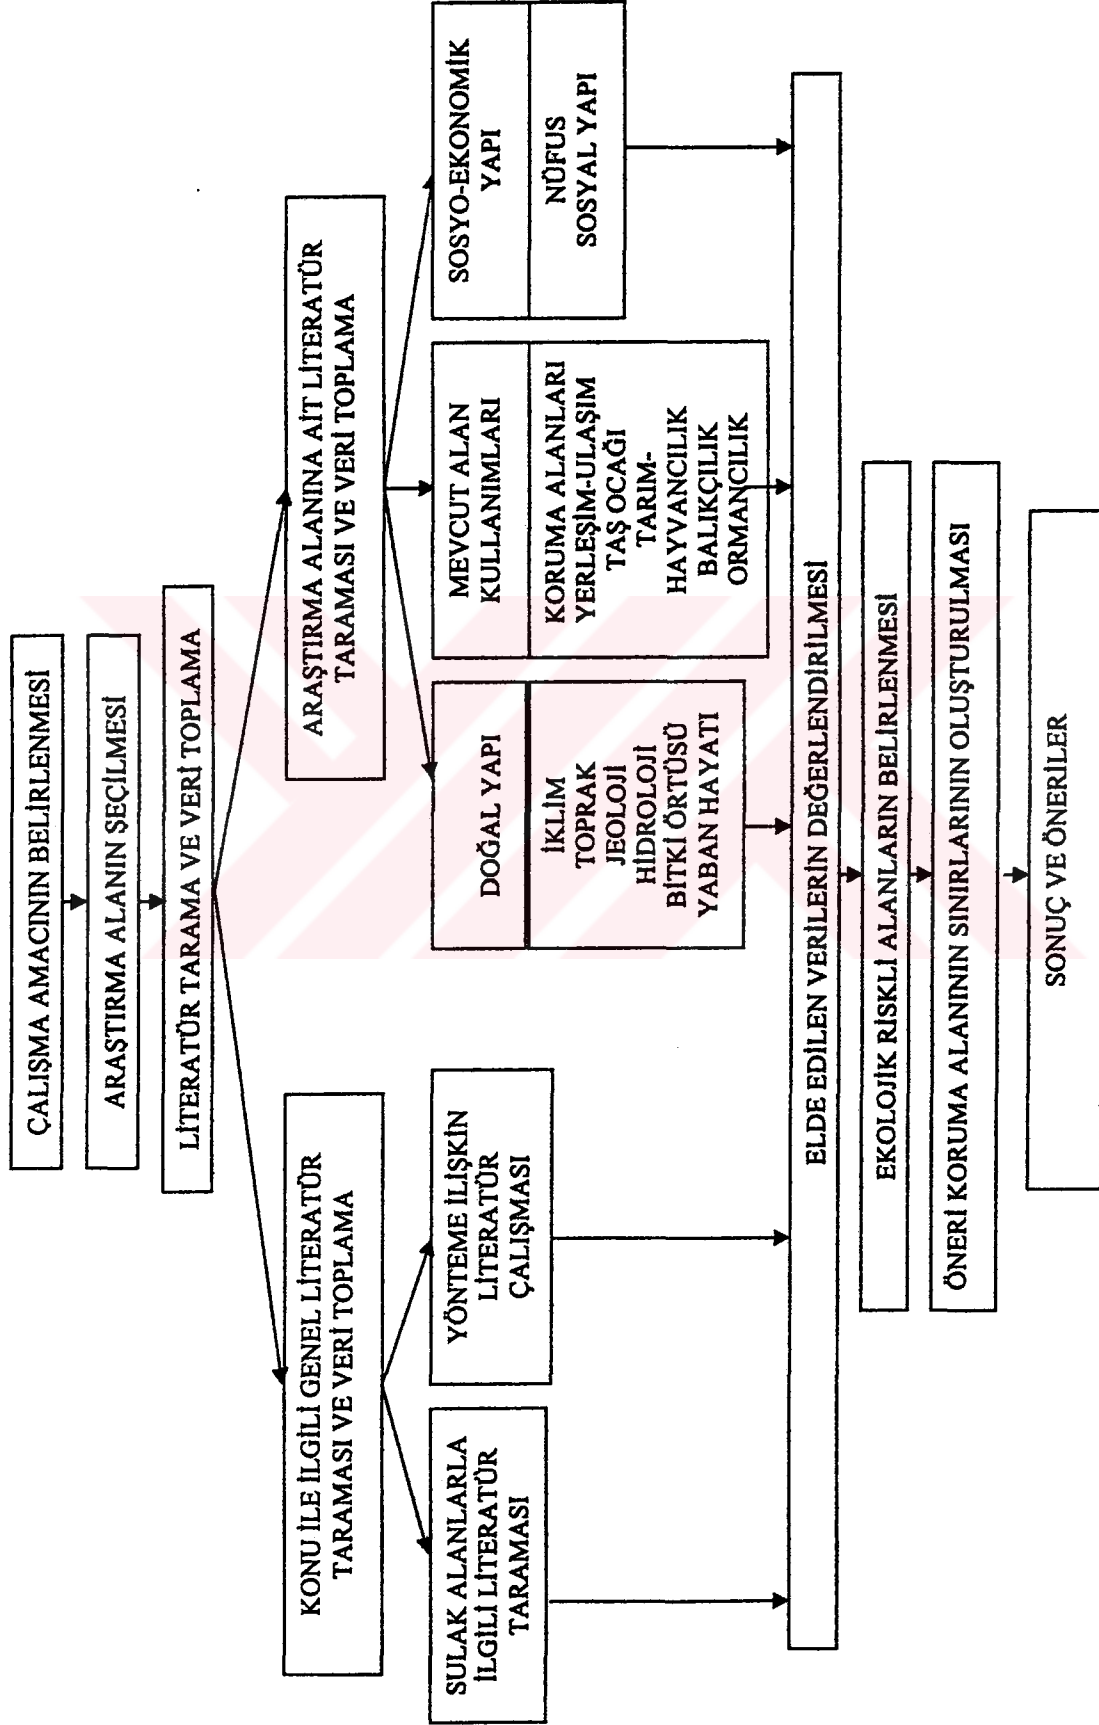 ÇALIŞMA AMACININ BELİRLENMESİ
ARAŞTIRMA ALANIN SEÇİLMESİ
LİTERATÜR TARAMA VE VERİ TOPLAMA
KONU İLE İLGİLİ GENEL LİTERATÜR
TARAMASI VE VERİ TOPLAMA
ARAŞTIRMA ALANINA AİT LİTERATÜR
TARAMASI VE VERİ TOPLAMA
SULAK ALANLARLA
İLGİLİ LİTERATÜR
TARAMASI
YÖNTEME İLİŞKİN
LİTERATÜR
ÇALIŞMASI
DOĞAL YAPI
İKLİM
TOPRAK
JEOLOJİ
HİDROLOJİ
BİTKİ ÖRTÜSÜ
YABAN HAYATI
MEVCUT ALAN
KULLANIMLARI
KORUMA ALANLARI
YERLEŞİM-ULAŞIM
TAŞ OCAĞI
TARIM-
HAYVANCILIK
BALIKÇILIK
ORMANCILIK
SOSYO-EKONOMİK
YAPI
NÜFUS
SOSYAL YAPI
ELDE EDİLEN VERİLERİN DEĞERLENDİRİLMESİ
EKOLOJİK RİSKLİ ALANLARIN BELİRLENMESİ
ÖNERİ KORUMA ALANININ SINIRLARININ OLUŞTURULMASI
SONUÇ VE ÖNERİLER